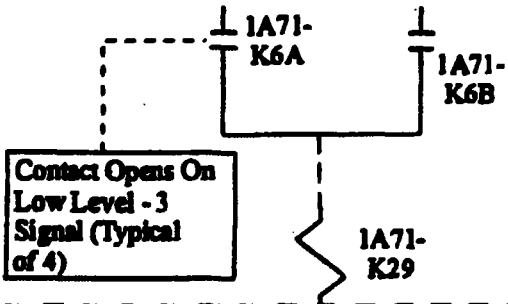 1A71-
K6A
1A71-
K6B
Contact Opens On
Low Level - 3
Signal (Typical
of 4)
1A71-
K29